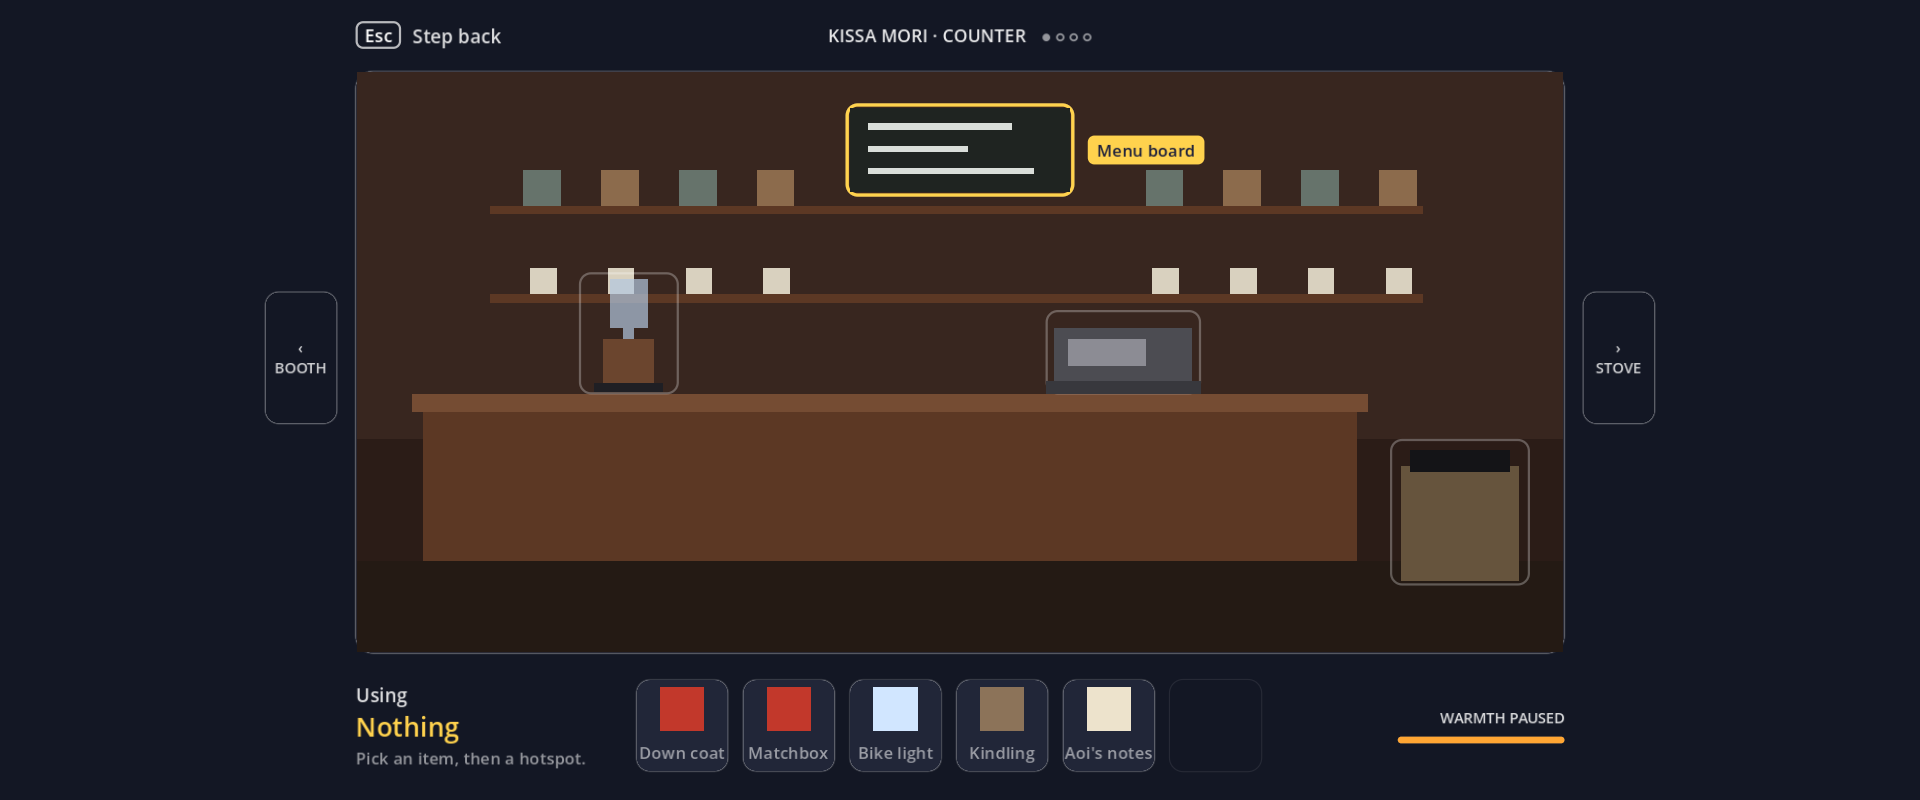 Esc Step back
KISSA MORI · COUNTER
Menu board
‹
BOOTH
›
STOVE
Using
Nothing
Pick an item, then a hotspot.
Down coat
Matchbox
Bike light
Kindling
Aoi's notes
WARMTH PAUSED